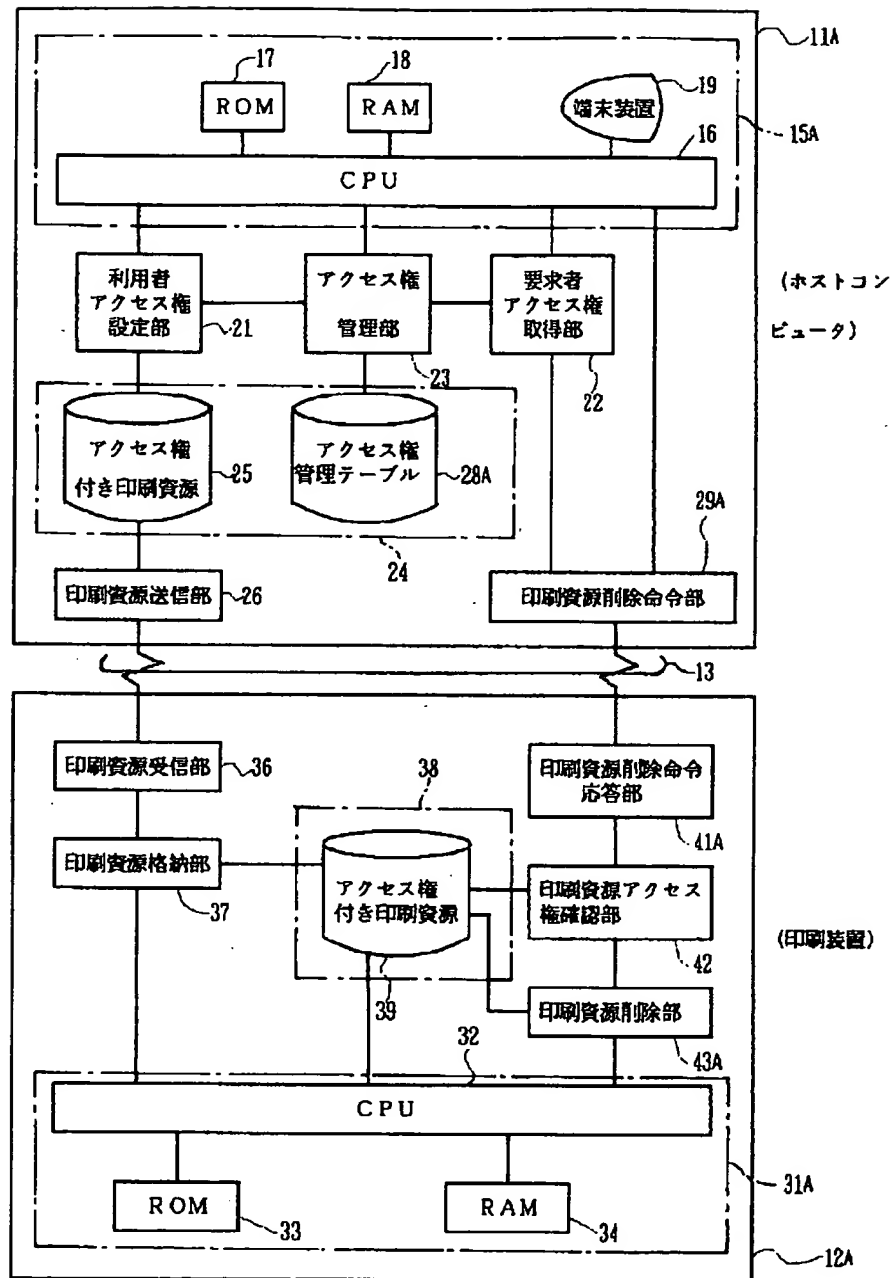 11A
17
18
19
ROM
RAM
端末装置
15A
16
CPU
利用者
アクセス権
設定部
21
アクセス権
管理部
23
要求者
アクセス権
取得部
22
(ホストコン
ピュータ)
アクセス権
付き印刷資源
25
アクセス権
管理テーブル
28A
24
29A
印刷資源送信部
26
印刷資源削除命令部
13
印刷資源受信部
36
38
印刷資源削除命令
応答部
41A
印刷資源格納部
37
アクセス権
付き印刷資源
39
印刷資源アクセス
権確認部
42
(印刷装置)
印刷資源削除部
43A
32
CPU
31A
ROM
33
RAM
34
12A